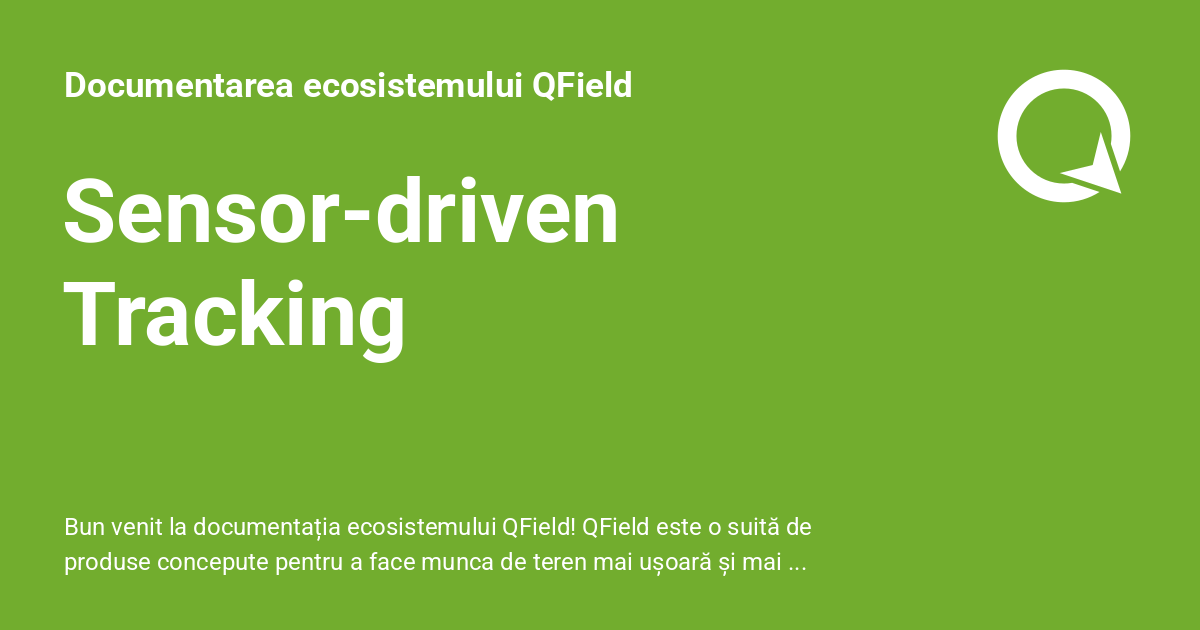 Documentarea ecosistemului QField
Sensor-driven
Tracking
Bun venit la documentația ecosistemului QField! QField este o suită de
produse concepute pentru a face munca de teren mai ușoară și mai ...